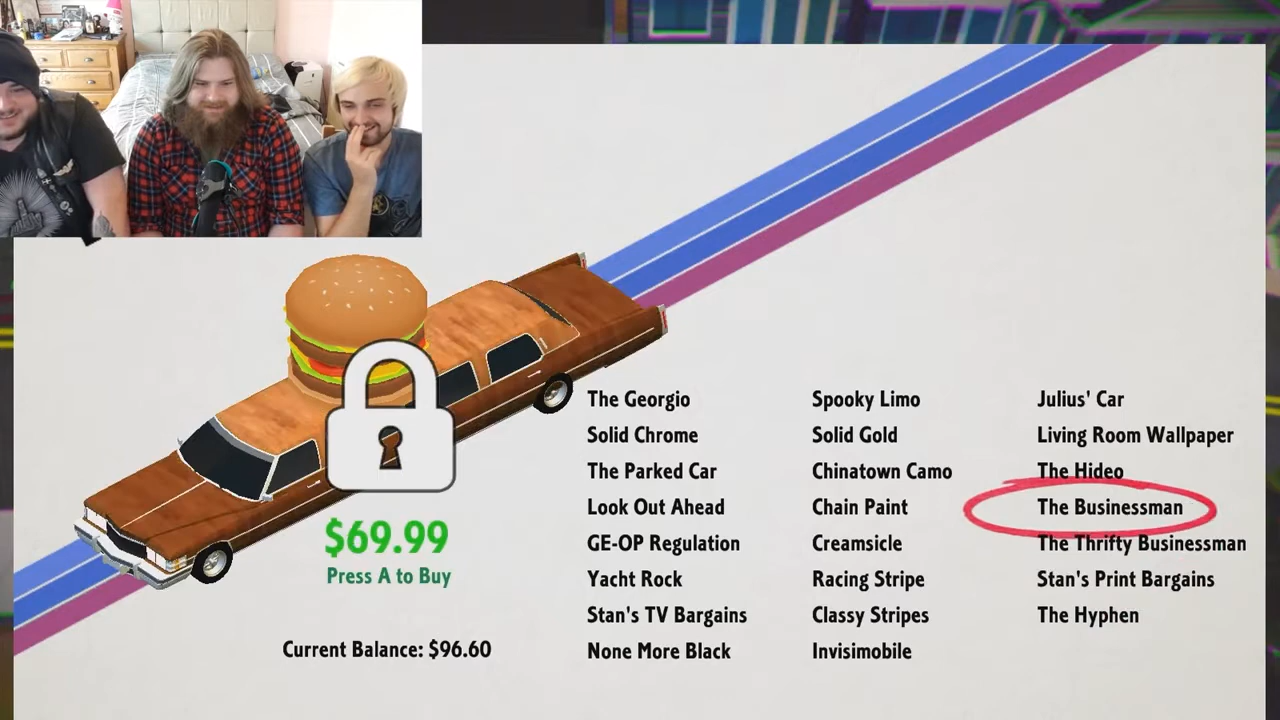 $69.99
Press A to Buy
Current Balance: $96.60
The Georgio
Solid Chrome
The Parked Car
Look Out Ahead
GE-OP Regulation
Yacht Rock
Stan's TV Bargains
None More Black
Spooky Limo
Solid Gold
Chinatown Camo
Chain Paint
Creamsicle
Racing Stripe
Classy Stripes
Invisimobile
Julius' Car
Living Room Wallpaper
The Hideo
The Businessman
The Thrifty Businessman
Stan's Print Bargains
The Hyphen